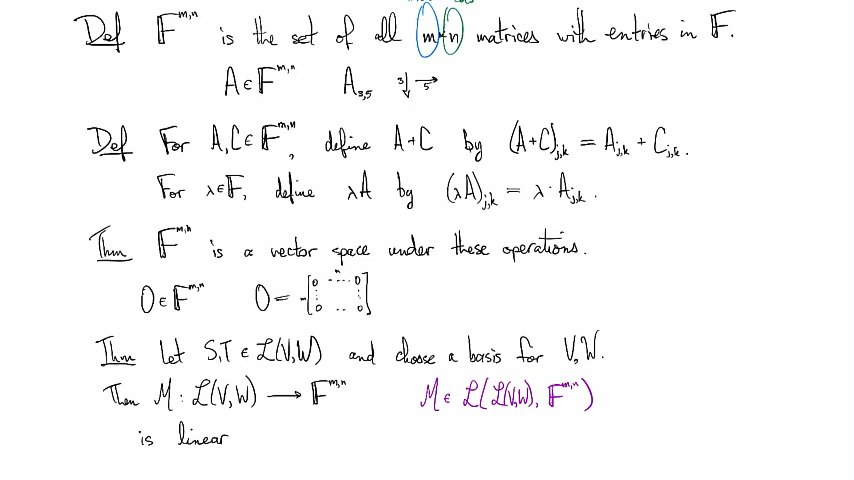 Def 𝔽^{m,n} is the set of all m×n matrices with entries in 𝔽.
A ∈ 𝔽^{m,n} A_{3,5} 3↓ →5
Def For A, C ∈ 𝔽^{m,n}, define A+C by (A+C)_{j,k} = A_{j,k} + C_{j,k}.
For λ∈𝔽, define λA by (λA)_{j,k} = λ·A_{j,k}.
Thm 𝔽^{m,n} is a vector space under these operations.
0 ∈ 𝔽^{m,n} 0 = m[0 ... 0 ⋮ ⋮ 0 ... 0] n
Thm Let S,T ∈ ℒ(V,W) and choose a basis for V,W.
Then ℳ : ℒ(V,W) ⟶ 𝔽^{m,n} ℳ ∈ ℒ(ℒ(V,W), 𝔽^{m,n})
is linear